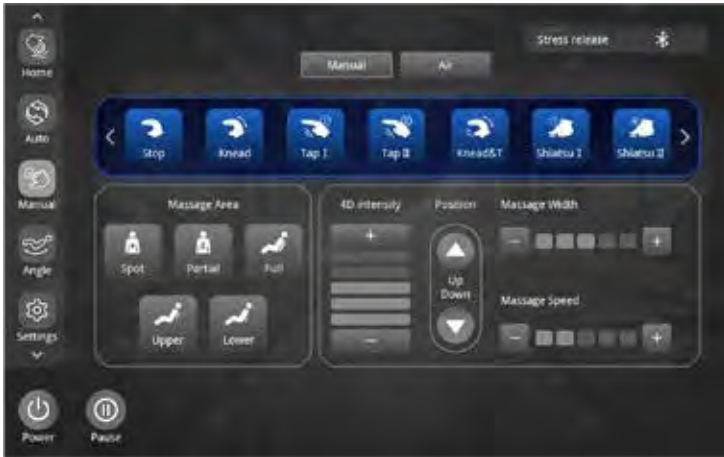 Stress release
Manual Air
Home
Auto
Manual
Angle
Settings
Power
Pause
Stop Knead Tap I Tap II Knead&T Shiatsu I Shiatsu II
Massage Area
Spot Partial Full
Upper Lower
4D intensity
Position
Up
Down
Massage Width
Massage Speed